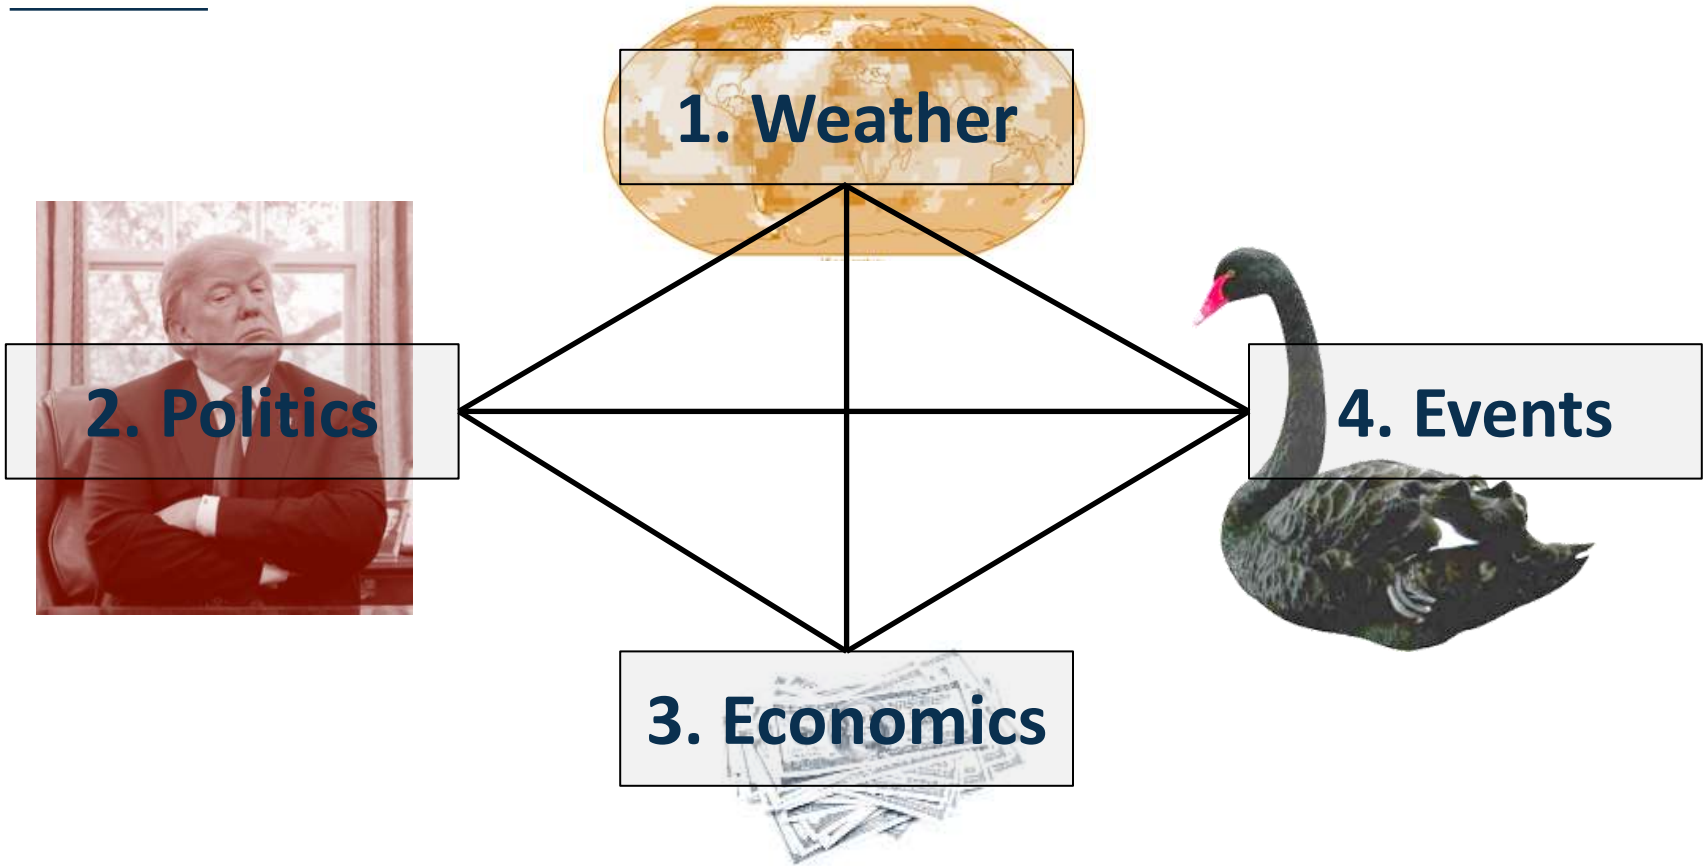 1. Weather
2. Politics
4. Events
3. Economics